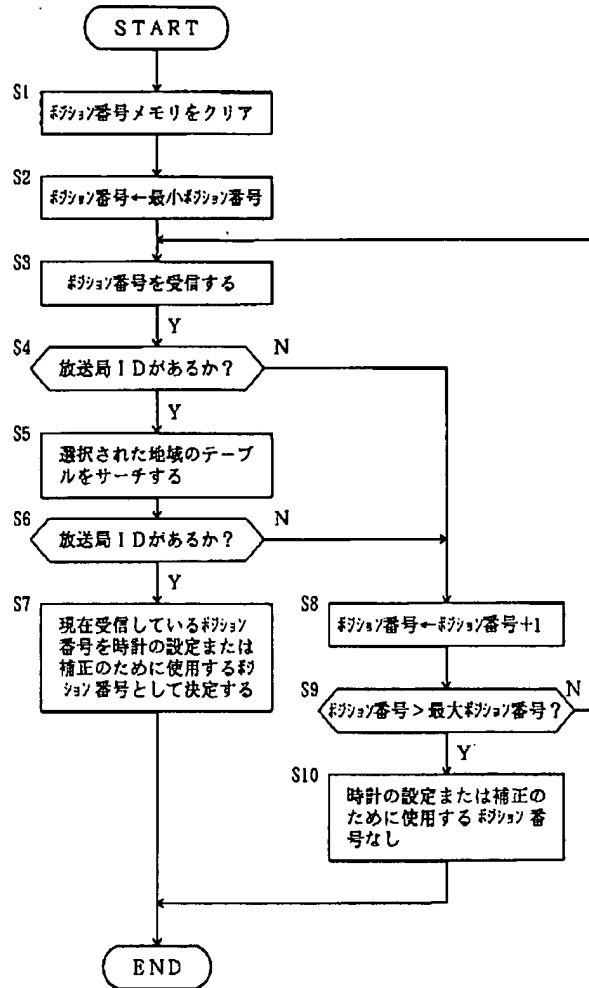 START
S1
ポジション番号メモリをクリア
S2
ポジション番号←最小ポジション番号
S3
ポジション番号を受信する
Y
S4
放送局IDがあるか?
N
Y
S5
選択された地域のテーブ
ルをサーチする
S6
放送局IDがあるか?
N
Y
S7
現在受信しているポジション
番号を時計の設定または
補正のために使用するポジ
ション番号として決定する
S8
ポジション番号←ポジション番号+1
S9
ポジション番号>最大ポジション番号?
N
Y
S10
時計の設定または補正の
ために使用するポジション番
号なし
END